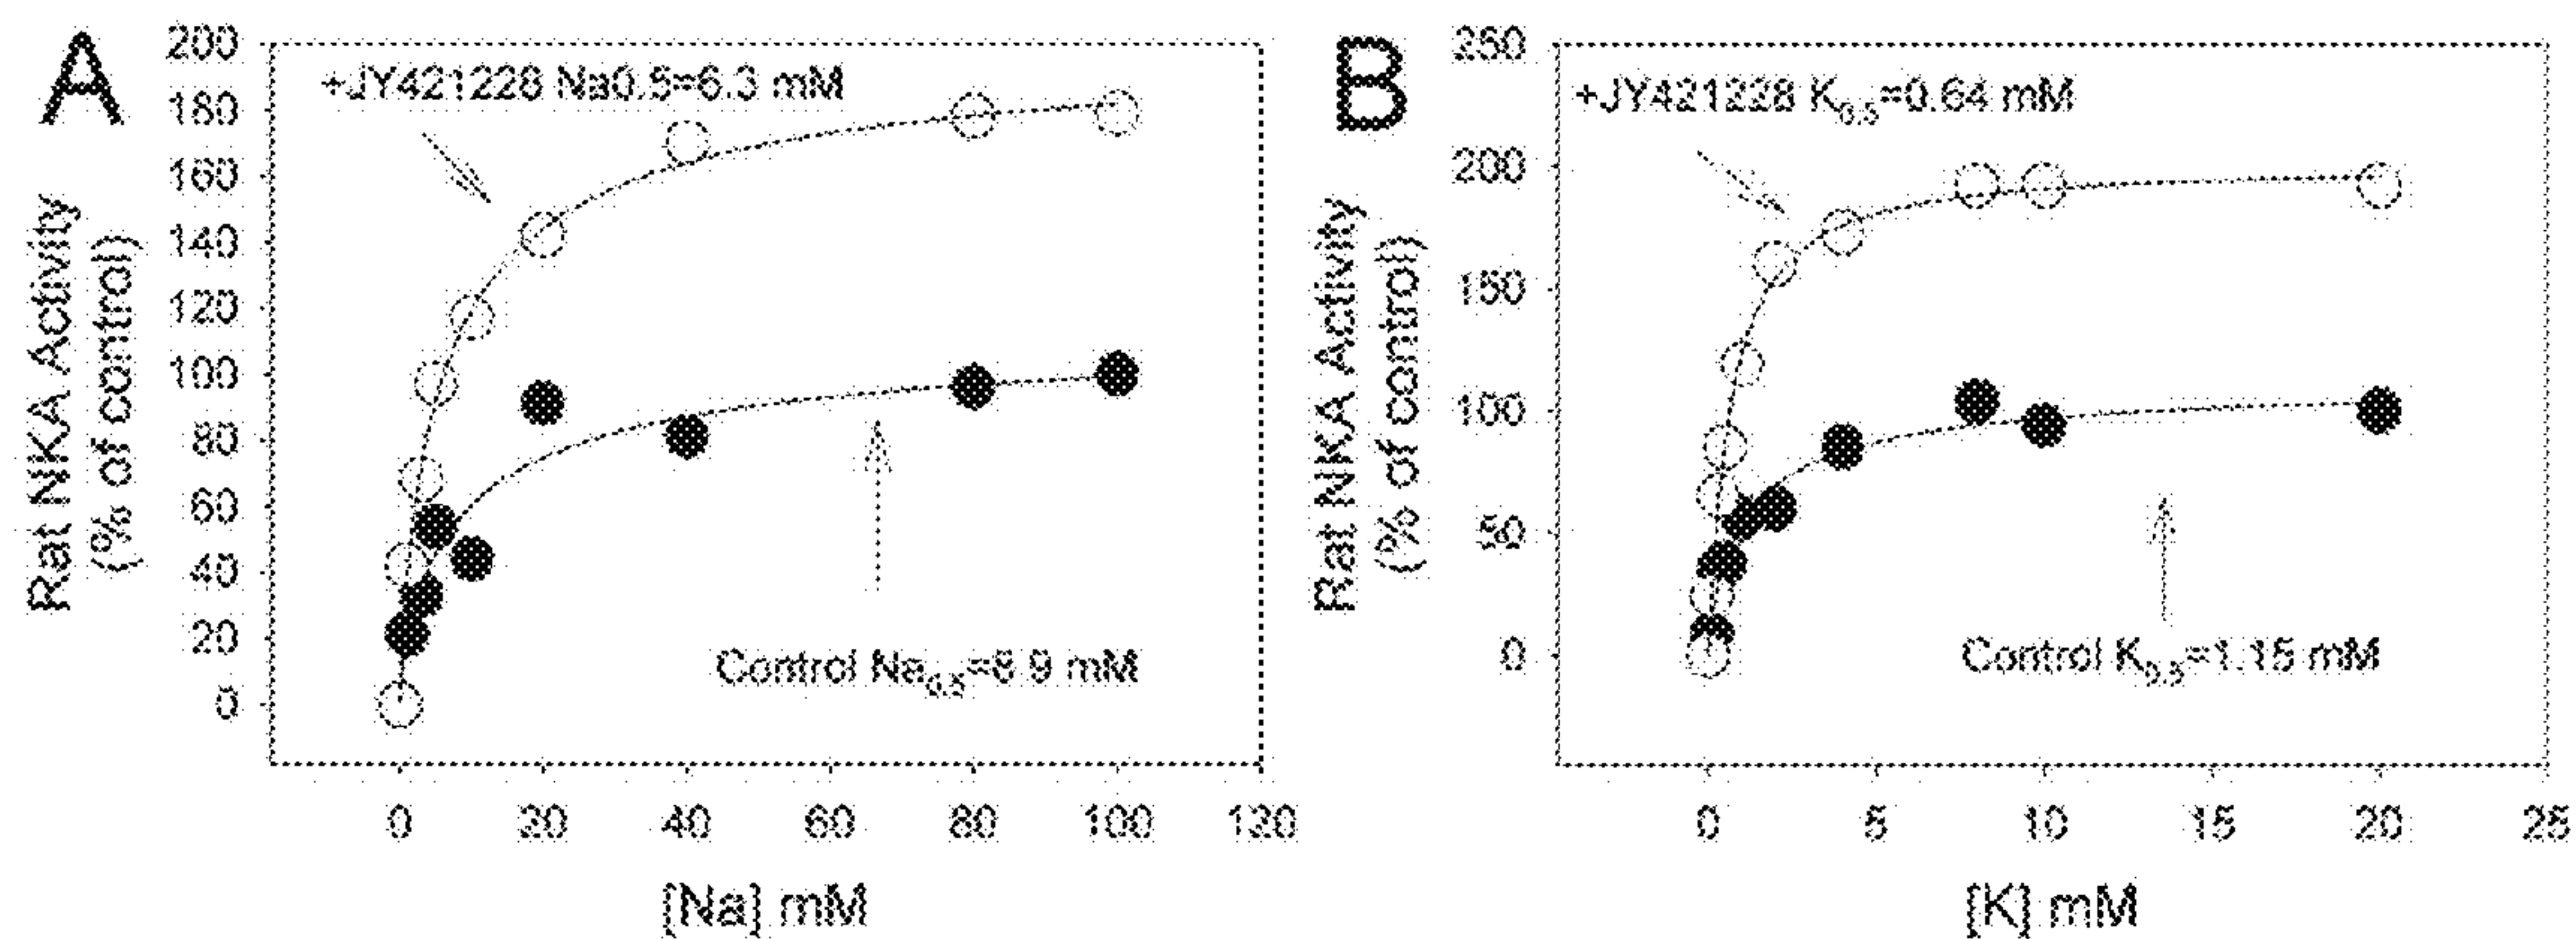 A
200
180
160
140
120
100
80
60
40
20
0
Rat NKA Activity
(% of control)
+JY421228 Na0.5=6.3 mM
Control Na0.5=8.9 mM
0 20 40 60 80 100 120
[Na] mM
B
250
200
150
100
50
0
Rat NKA Activity
(% of control)
+JY421228 K0.5=0.64 mM
Control K0.5=1.15 mM
0 5 10 15 20 25
[K] mM